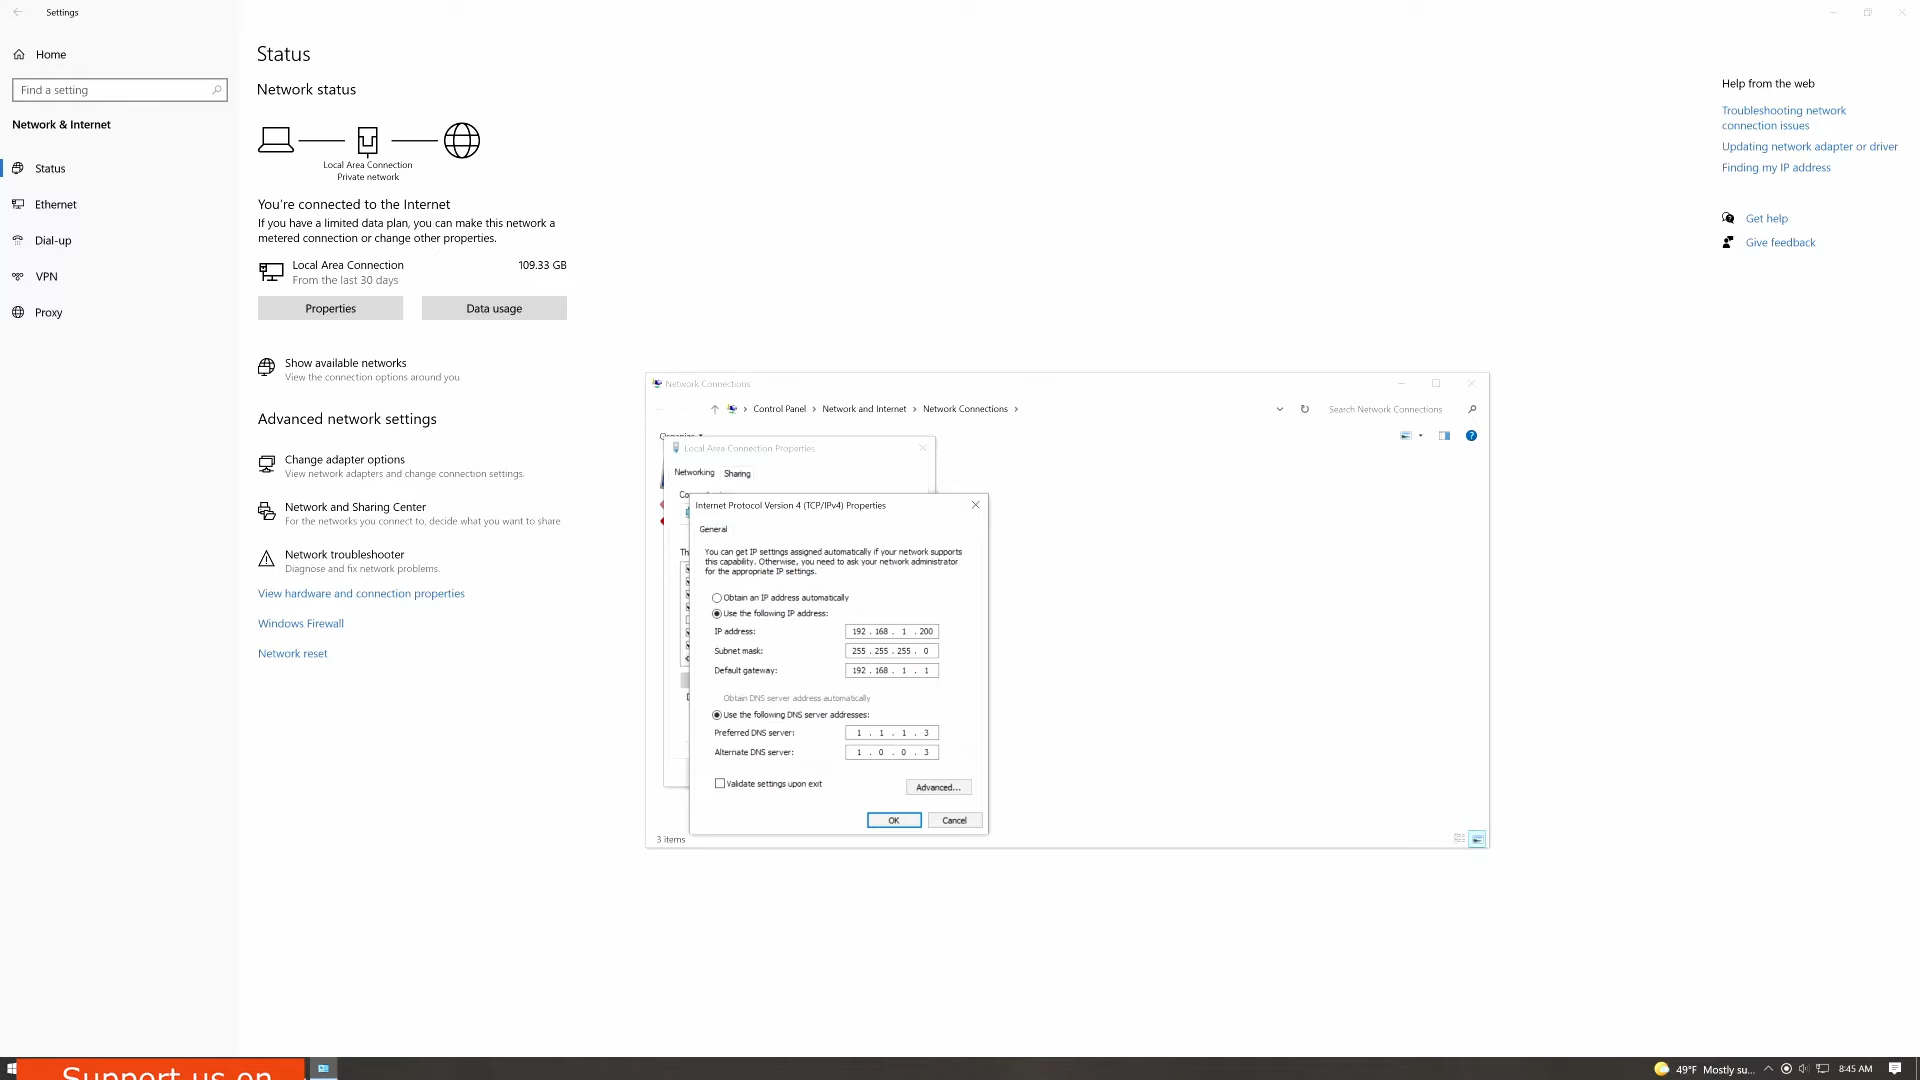 Settings
Home
Find a setting
Network & Internet
Status
Ethernet
Dial-up
VPN
Proxy
Status
Network status
Local Area Connection
Private network
You're connected to the Internet
If you have a limited data plan, you can make this network a
metered connection or change other properties.
Local Area Connection 109.33 GB
From the last 30 days
Properties Data usage
Show available networks
View the connection options around you
Advanced network settings
Change adapter options
View network adapters and change connection settings.
Network and Sharing Center
For the networks you connect to, decide what you want to share
Network troubleshooter
Diagnose and fix network problems.
View hardware and connection properties
Windows Firewall
Network reset
Help from the web
Troubleshooting network
connection issues
Updating network adapter or driver
Finding my IP address
Get help
Give feedback
Network Connections
Control Panel > Network and Internet > Network Connections >
Search Network Connections
Organize
Local Area Connection Properties
Networking Sharing
Internet Protocol Version 4 (TCP/IPv4) Properties
General
You can get IP settings assigned automatically if your network supports
this capability. Otherwise, you need to ask your network administrator
for the appropriate IP settings.
Obtain an IP address automatically
Use the following IP address:
IP address: 192 . 168 . 1 . 200
Subnet mask: 255 . 255 . 255 . 0
Default gateway: 192 . 168 . 1 . 1
Obtain DNS server address automatically
Use the following DNS server addresses:
Preferred DNS server: 1 . 1 . 1 . 3
Alternate DNS server: 1 . 0 . 0 . 3
Validate settings upon exit
Advanced...
OK Cancel
3 items
Support us on
49°F Mostly su... 8:45 AM